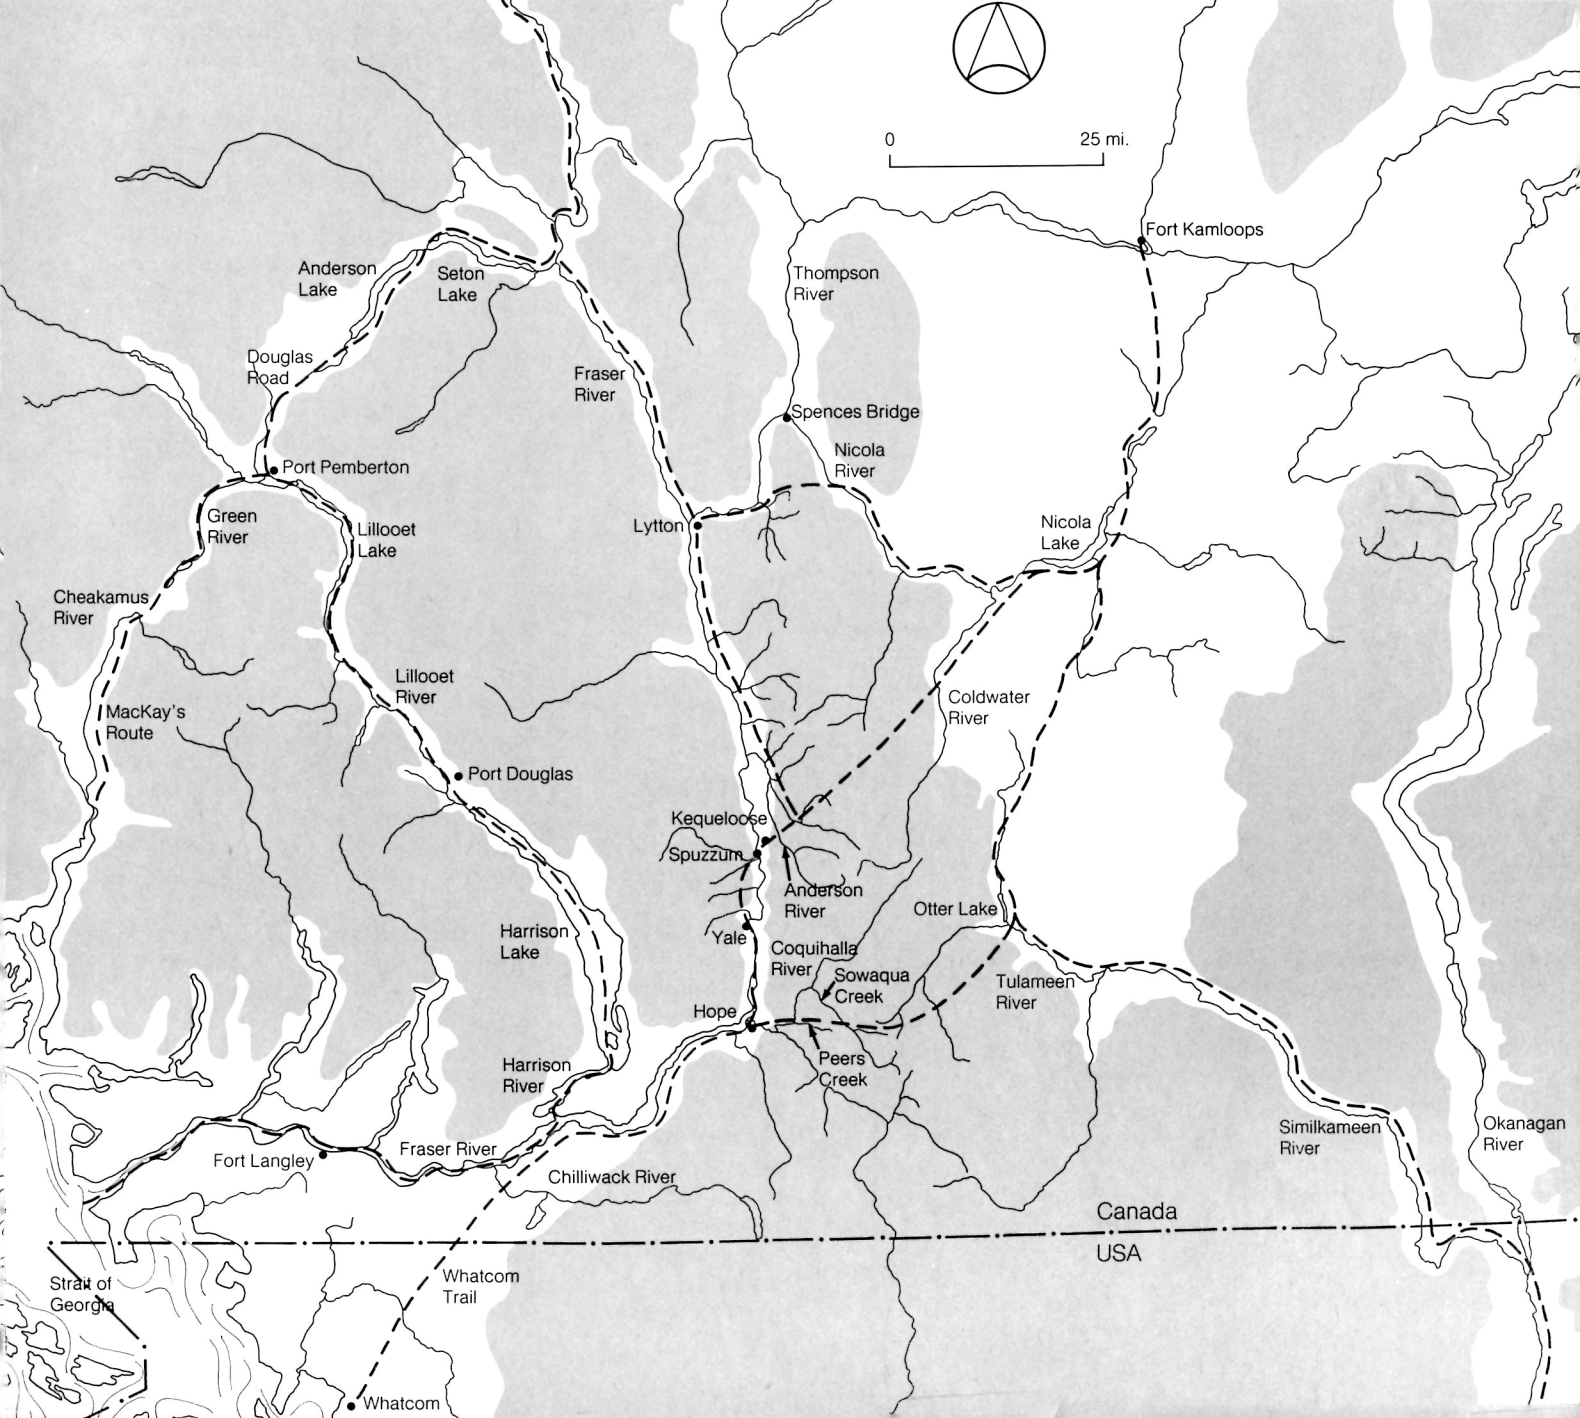 0 25 mi.
Fort Kamloops
Anderson
Lake
Seton
Lake
Thompson
River
Douglas
Road
Fraser
River
Spences Bridge
Nicola
River
Port Pemberton
Green
River
Lillooet
Lake
Lytton
Nicola
Lake
Cheakamus
River
Lillooet
River
Coldwater
River
MacKay's
Route
Port Douglas
Kequeloose
Spuzzum
Anderson
River
Otter Lake
Harrison
Lake
Yale
Coquihalla
River
Sowaqua
Creek
Tulameen
River
Hope
Peers
Creek
Harrison
River
Similkameen
River
Okanagan
River
Fraser River
Fort Langley
Chilliwack River
Canada
USA
Whatcom
Trail
Strait of
Georgia
Whatcom